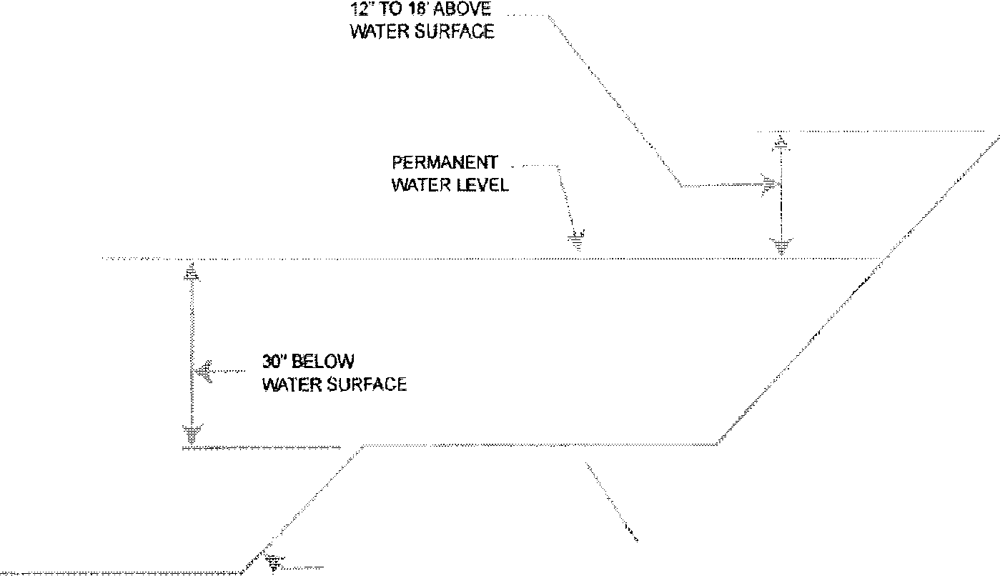 12" TO 18' ABOVE
WATER SURFACE
PERMANENT
WATER LEVEL
30" BELOW
WATER SURFACE